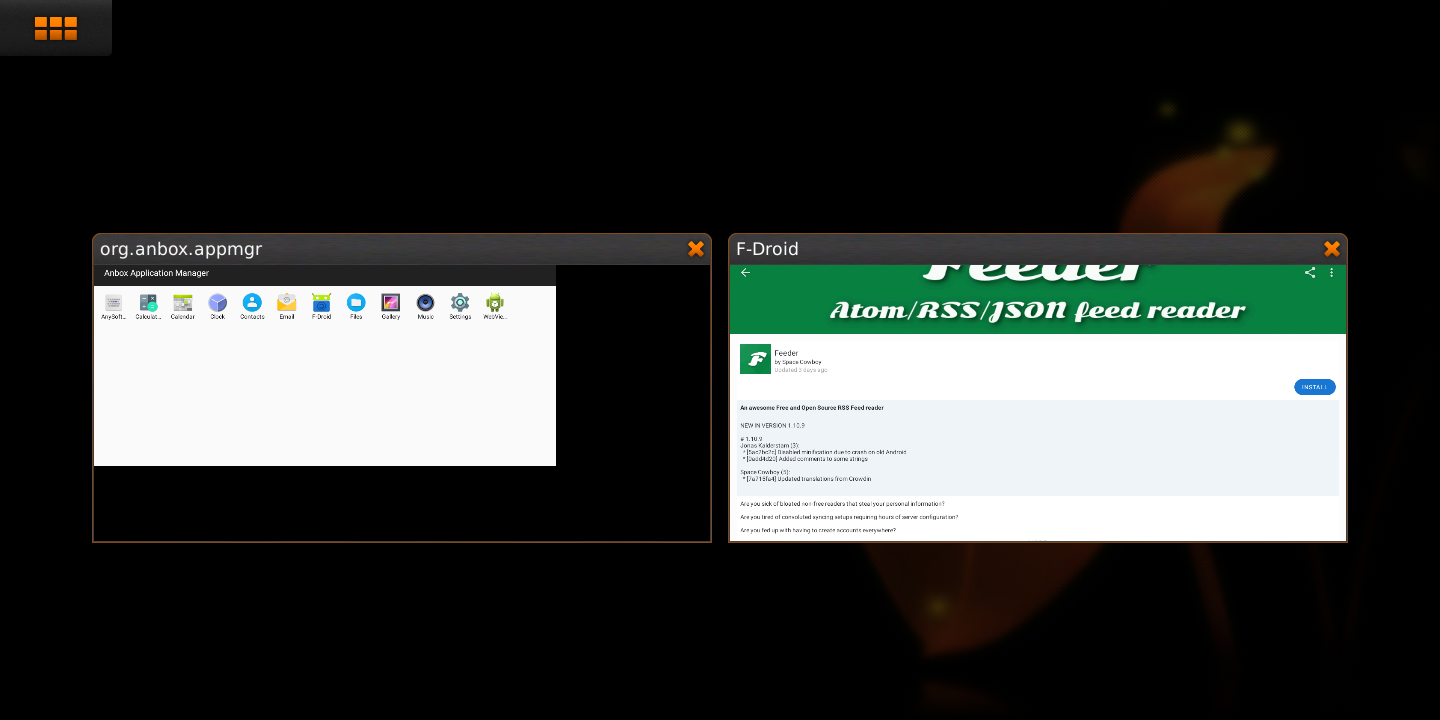 org.anbox.appmgr
Anbox Application Manager
AnySoft...
Calculat...
Calendar
Clock
Contacts
Email
F-Droid
Files
Gallery
Music
Settings
WebVie...
F-Droid
Feeder
Atom/RSS/JSON feed reader
F
Feeder
by Space Cowboy
Updated 3 days ago
INSTALL
An awesome Free and Open Source RSS Feed reader
NEW IN VERSION 1.10.9
# 1.10.9
Jonas Kalderstam (3):
* Disabled minification due to crash on old Android
* Added comments to some strings
Space Cowboy (5):
* [7a715fa4] Updated translations from Crowdin
Are you sick of bloated non-free readers that steal your personal information?
Are you tired of convoluted syncing setups requiring hours of server configuration?
Are you fed up with having to create accounts everywhere?